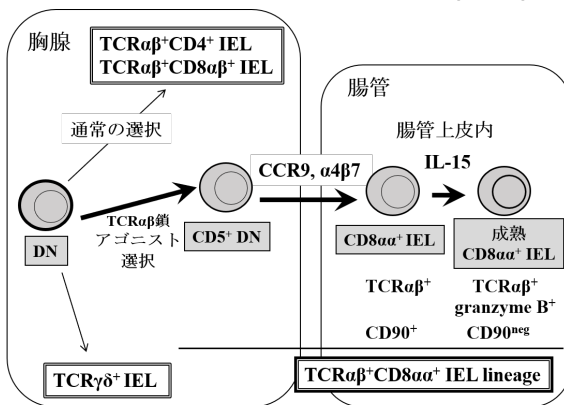 胸腺
TCRαβ⁺CD4⁺ IEL
TCRαβ⁺CD8αβ⁺ IEL
通常の選択
DN
TCRαβ鎖
アゴニスト
選択
CD5⁺ DN
TCRγδ⁺ IEL
CCR9, α4β7
腸管
腸管上皮内
IL-15
CD8αα⁺ IEL
成熟
CD8αα⁺ IEL
TCRαβ⁺
CD90⁺
TCRαβ⁺
granzyme B⁺
CD90ⁿᵉᵍ
TCRαβ⁺CD8αα⁺ IEL lineage